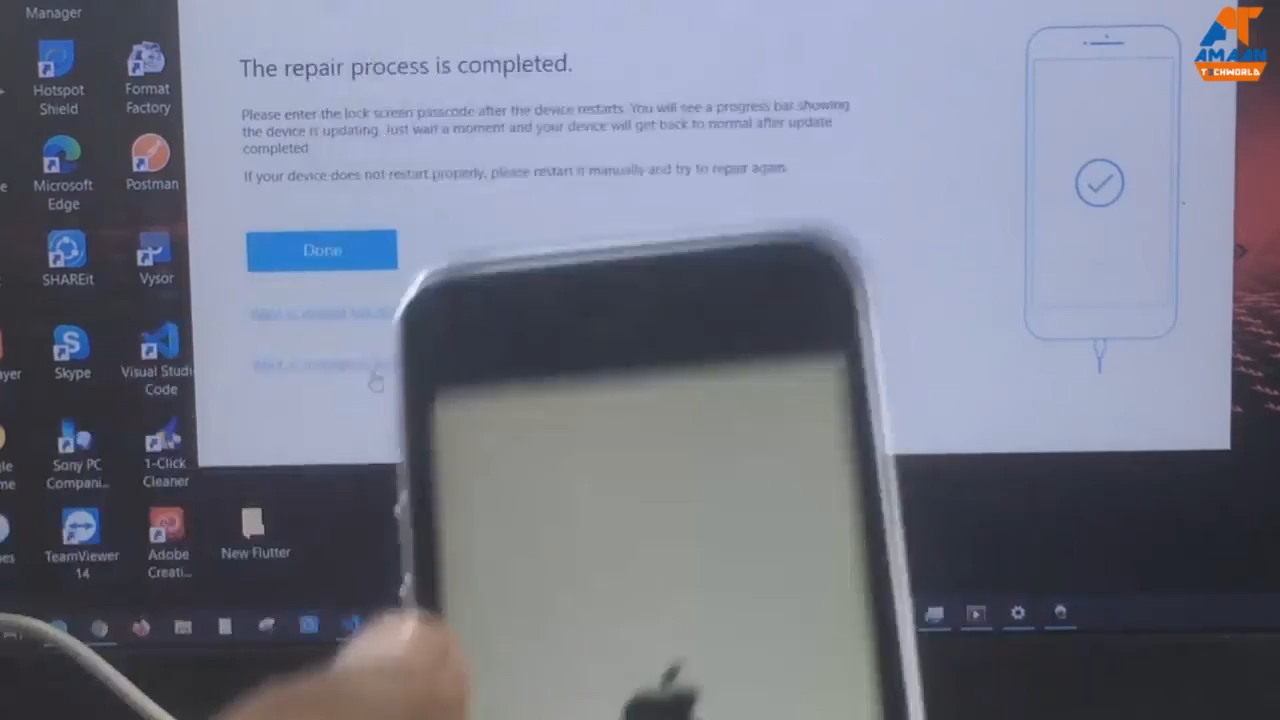 Manager
The repair process is completed.
Please enter the lock screen passcode after the device restarts. You will see a progress bar showing
the device is updating. Just wait a moment and your device will get back to normal after update
completed
If your device does not restart properly, please restart it manually and try to repair again.
Done
Hotspot
Shield
Format
Factory
Microsoft
Edge
Postman
SHAREit
Vysor
Skype
Visual Studi
Code
Sony PC
Compani...
1-Click
Cleaner
TeamViewer
14
Adobe
Creati...
New Flutter
AT
AMAAN
TECHWORLD